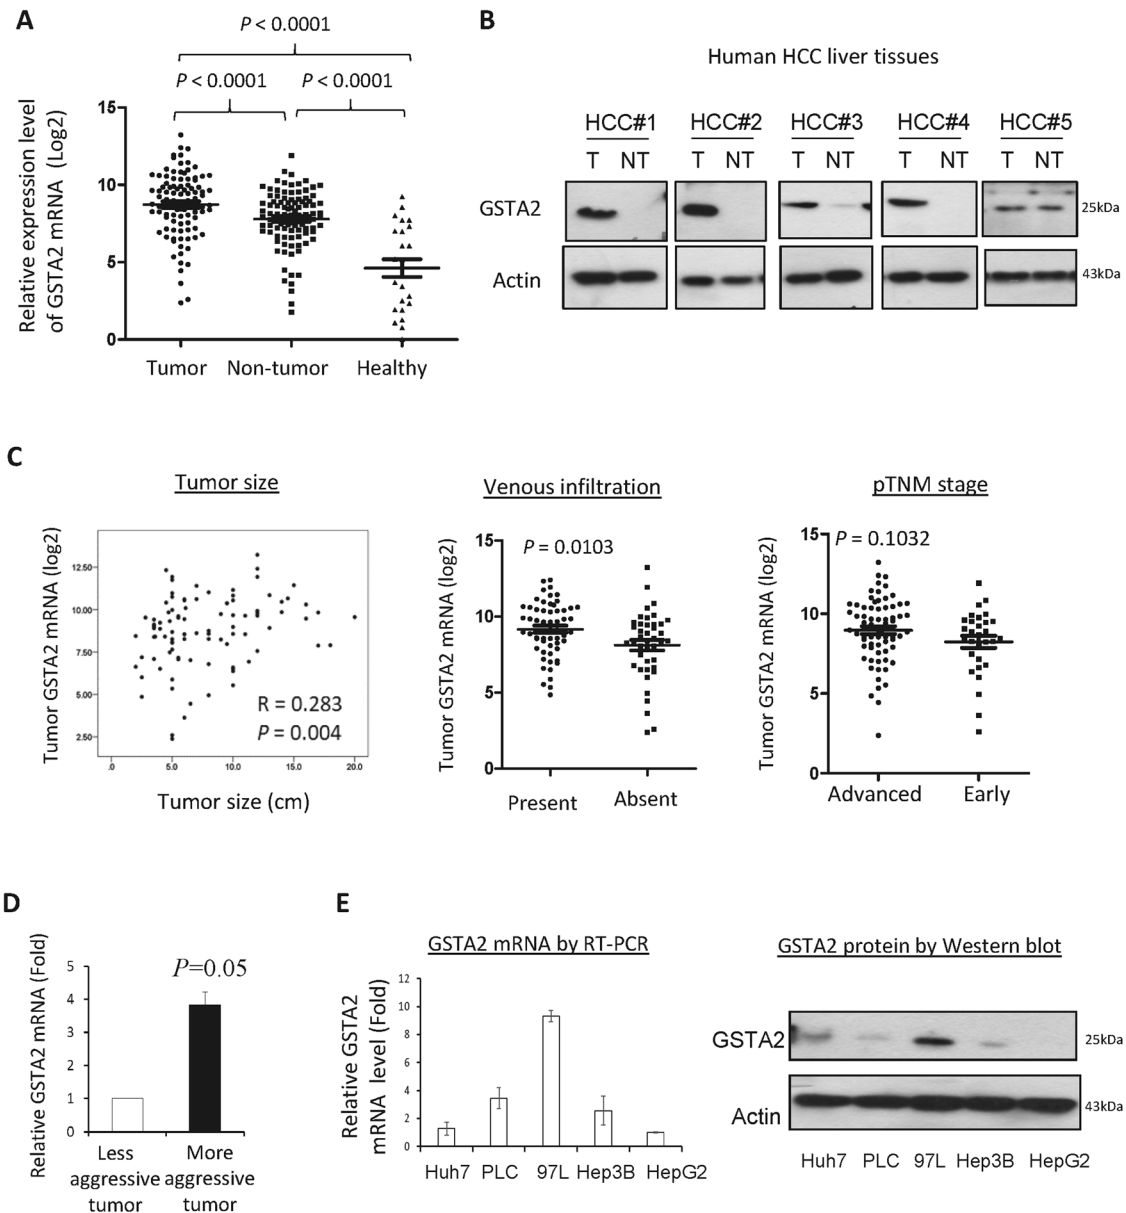 A
P < 0.0001
P < 0.0001
P < 0.0001
Relative expression level
of GSTA2 mRNA (Log2)
15
10
5
0
Tumor
Non-tumor
Healthy
B
Human HCC liver tissues
HCC#1
HCC#2
HCC#3
HCC#4
HCC#5
T NT
T NT
T NT
T NT
T NT
GSTA2
25kDa
Actin
43kDa
C
Tumor size
Tumor GSTA2 mRNA (log2)
12.50
10.00
7.50
5.00
2.50
R = 0.283
P = 0.004
.0
5.0
10.0
15.0
20.0
Tumor size (cm)
Venous infiltration
Tumor GSTA2 mRNA (log2)
15
10
5
0
P = 0.0103
Present
Absent
pTNM stage
Tumor GSTA2 mRNA (log2)
15
10
5
0
P = 0.1032
Advanced
Early
D
Relative GSTA2 mRNA (Fold)
5
4
3
2
1
0
P=0.05
Less
aggressive
tumor
More
aggressive
tumor
E
GSTA2 mRNA by RT-PCR
Relative GSTA2
mRNA level (Fold)
12
10
8
6
4
2
0
Huh7
PLC
97L
Hep3B
HepG2
GSTA2 protein by Western blot
GSTA2
25kDa
Actin
43kDa
Huh7
PLC
97L
Hep3B
HepG2